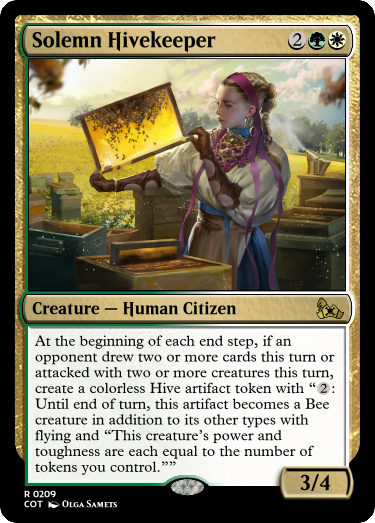 Solemn Hivekeeper 2
Creature — Human Citizen
At the beginning of each end step, if an
opponent drew two or more cards this turn or
attacked with two or more creatures this turn,
create a colorless Hive artifact token with “2:
Until end of turn, this artifact becomes a Bee
creature in addition to its other types with
flying and “This creature’s power and
toughness are each equal to the number of
tokens you control.””
3/4
R 0209
COT Olga Samets